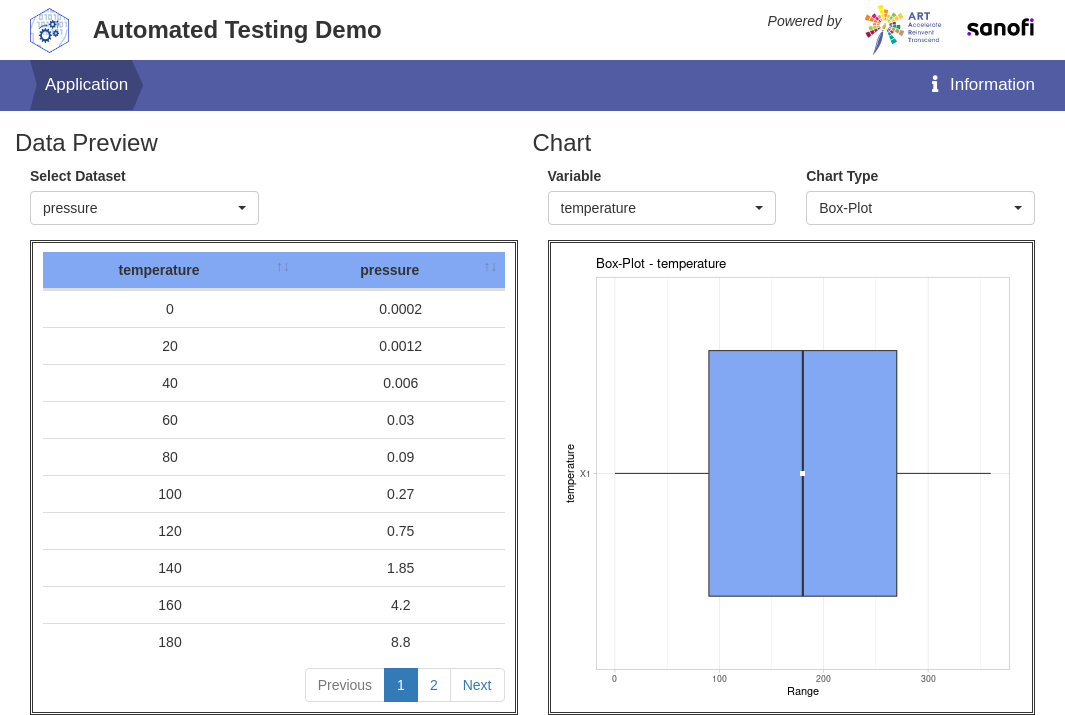 Automated Testing Demo
Powered by
ART
Accelerate
Reinvent
Transcend
sanofi
Application
Information
Data Preview
Select Dataset
pressure
temperature ↑↓ pressure ↑↓
0 0.0002
20 0.0012
40 0.006
60 0.03
80 0.09
100 0.27
120 0.75
140 1.85
160 4.2
180 8.8
Previous 1 2 Next
Chart
Variable Chart Type
temperature Box-Plot
Box-Plot - temperature
temperature
X1
0 100 200 300
Range